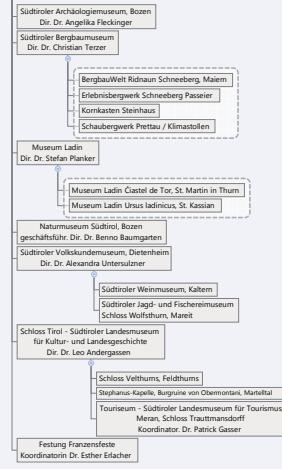 Südtiroler Archäologiemuseum, Bozen
Dir. Dr. Angelika Fleckinger
Südtiroler Bergbaumuseum
Dir. Dr. Christian Terzer
BergbauWelt Ridnaun Schneeberg, Maiern
Erlebnisbergwerk Schneeberg Passeier
Kornkasten Steinhaus
Schaubergwerk Prettau / Klimastollen
Museum Ladin
Dir. Dr. Stefan Planker
Museum Ladin Ćiastel de Tor, St. Martin in Thurn
Museum Ladin Ursus ladinicus, St. Kassian
Naturmuseum Südtirol, Bozen
geschäftsführ. Dir. Dr. Benno Baumgarten
Südtiroler Volkskundemuseum, Dietenheim
Dir. Dr. Alexandra Untersulzner
Südtiroler Weinmuseum, Kaltern
Südtiroler Jagd- und Fischereimuseum
Schloss Wolfsthurn, Mareit
Schloss Tirol - Südtiroler Landesmuseum
für Kultur- und Landesgeschichte
Dir. Dr. Leo Andergassen
Schloss Velthurns, Feldthurns
Stephanus-Kapelle, Burgruine von Obermontani, Martelltal
Touriseum - Südtiroler Landesmuseum für Tourismus,
Meran, Schloss Trauttmansdorff
Koordinator. Dr. Patrick Gasser
Festung Franzensfeste
Koordinatorin Dr. Esther Erlacher